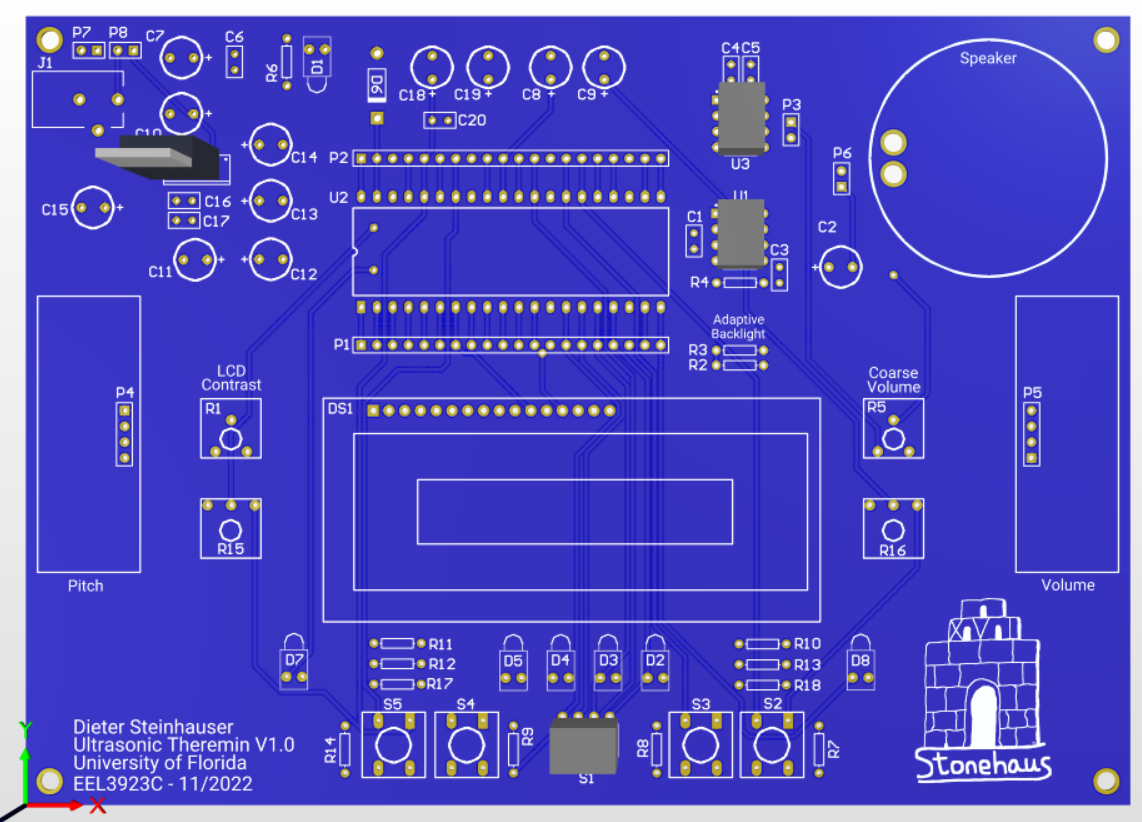 P7 P8 C7 C6
J1
R6
D1
D6
C18 C19 C8 C9
C20
C4 C5
P3
U3
Speaker
C10
C14
P2
P6
C16
U2
C15
C13
C17
U1
C1
C2
C11
C12
C3
R4
Adaptive
Backlight
P1
R3
R2
LCD
Contrast
Coarse
Volume
P4
R1
DS1
R5
P5
R15
R16
Pitch
Volume
D7
R11
R12
R17
D5 D4 D3 D2
R10
R13
R18
D8
S5 S4
S3 S2
R14
R9
R8
R7
S1
Dieter Steinhauser
Ultrasonic Theremin V1.0
University of Florida
EEL3923C - 11/2022
Stonehaus
Y
X